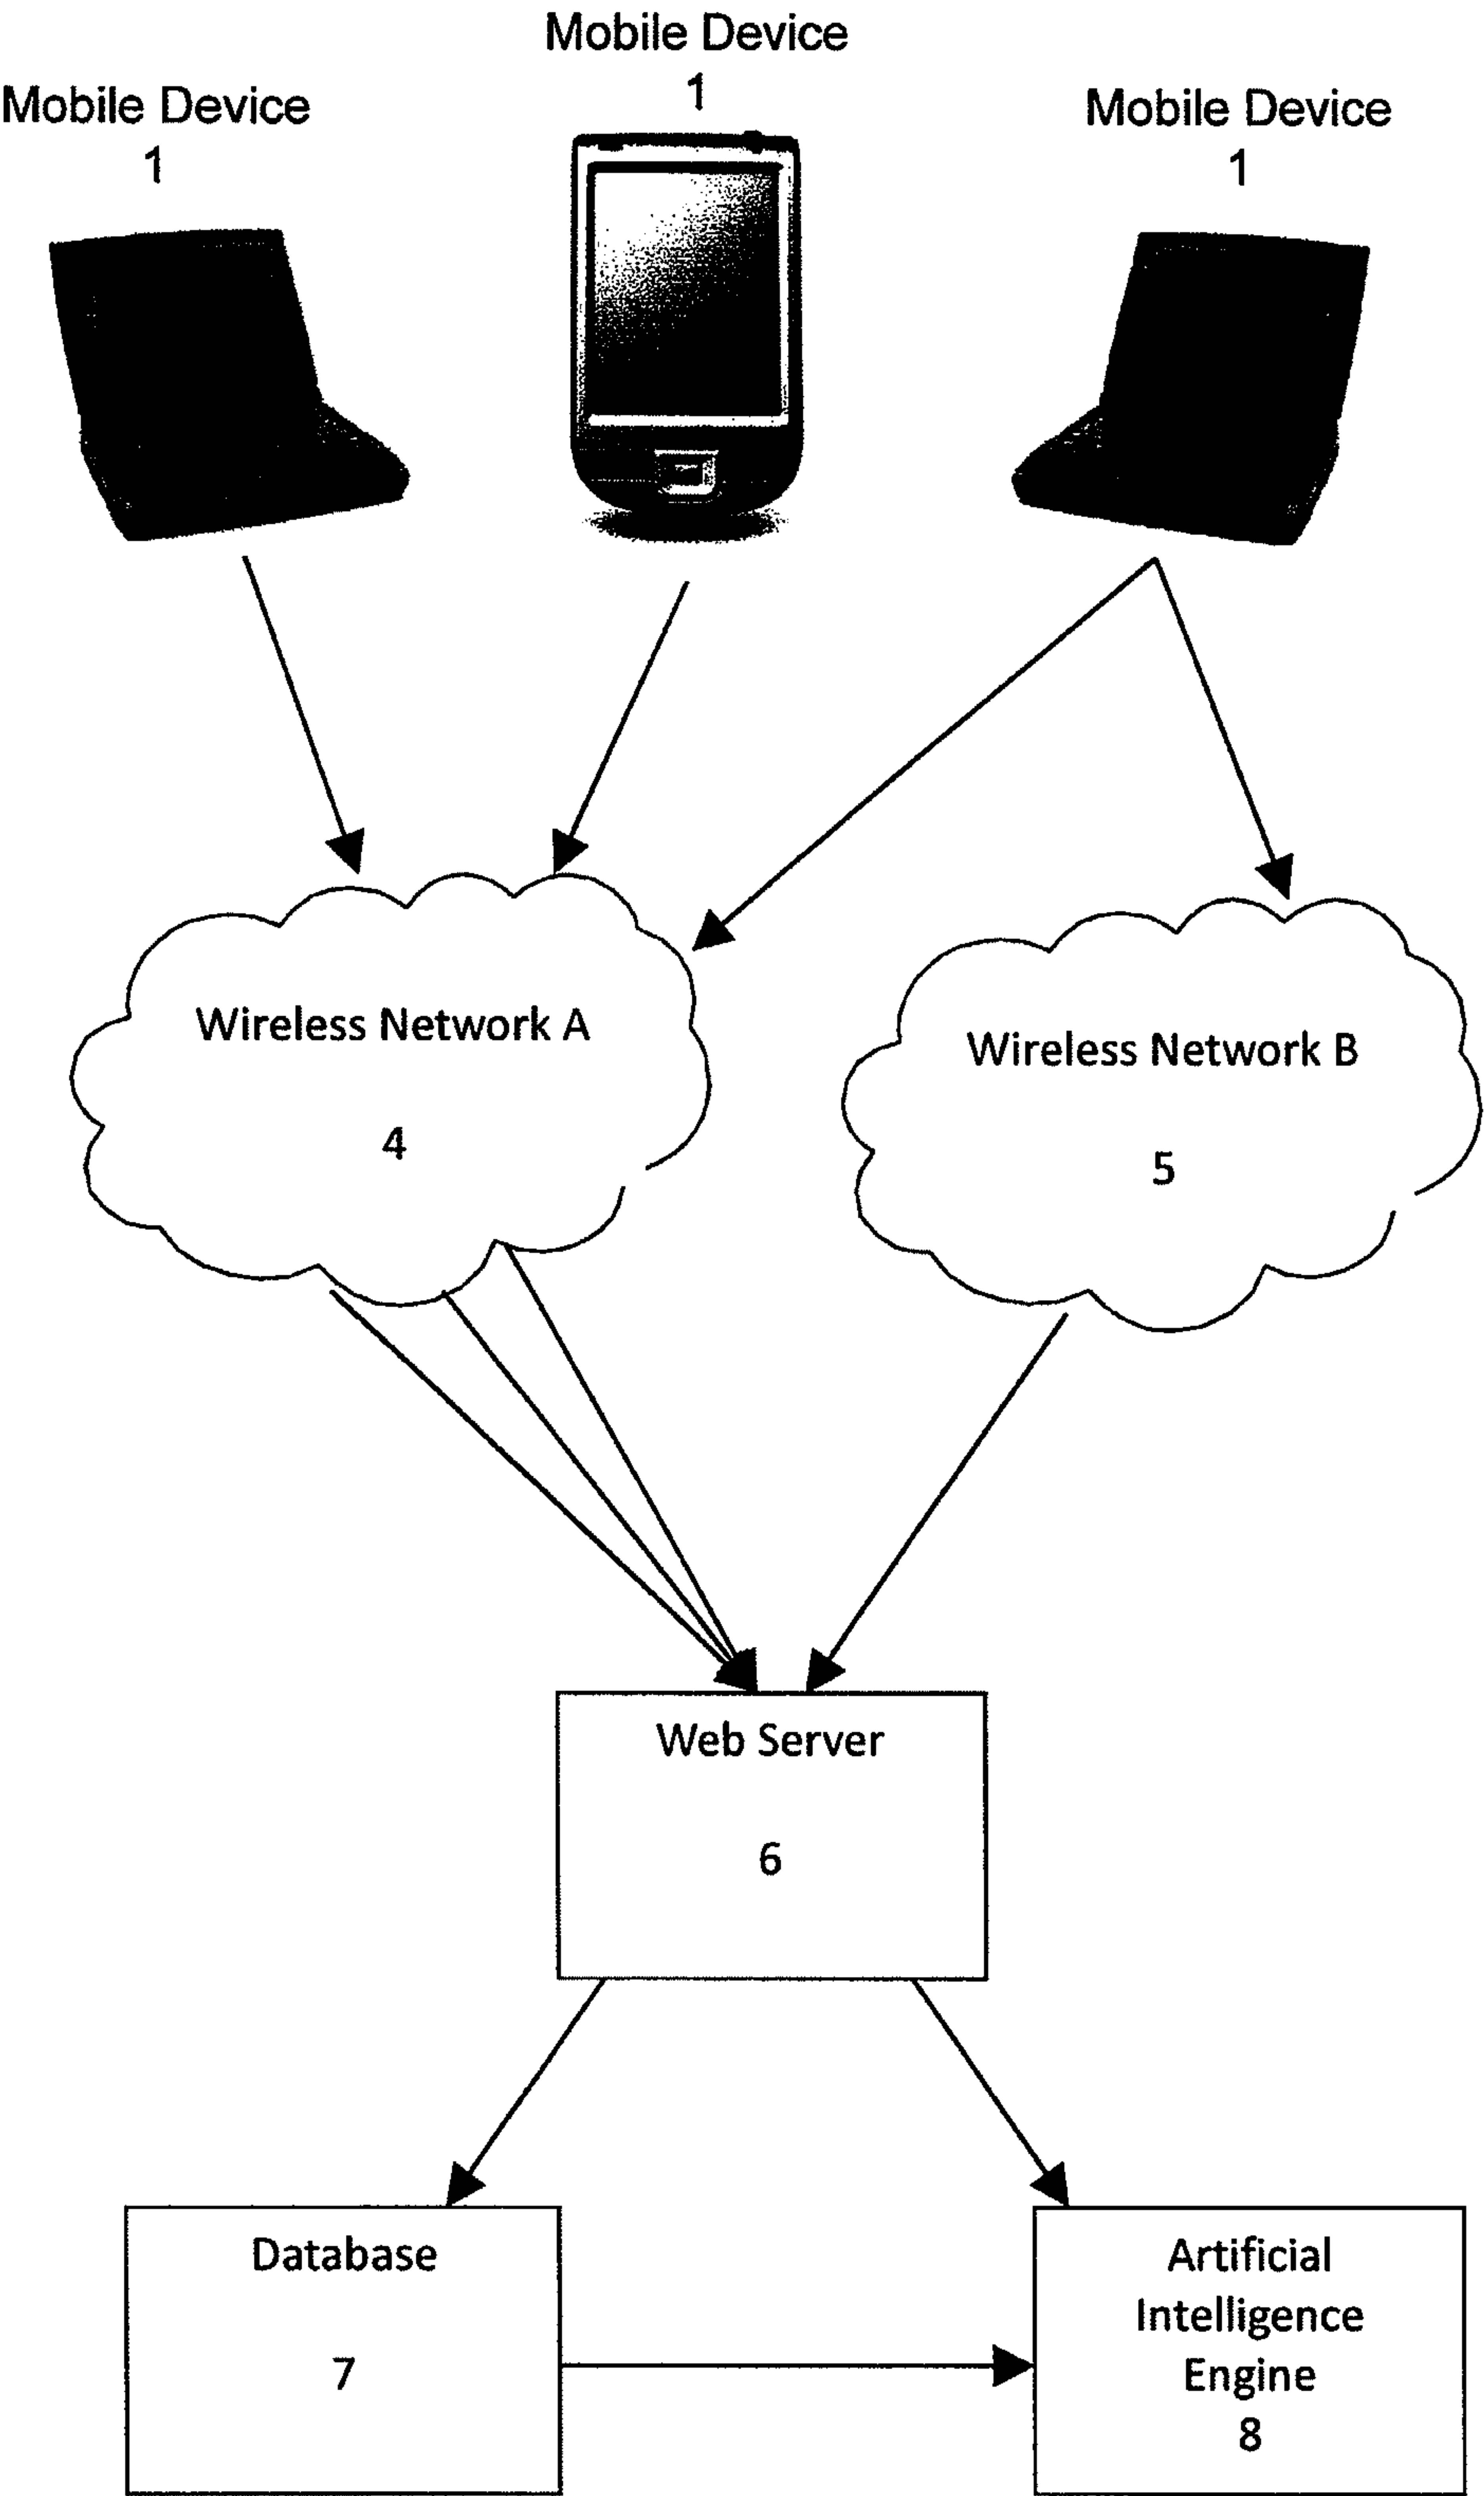 Mobile Device
1
Mobile Device
1
Mobile Device
1
Wireless Network A
4
Wireless Network B
5
Web Server
6
Database
7
Artificial
Intelligence
Engine
8